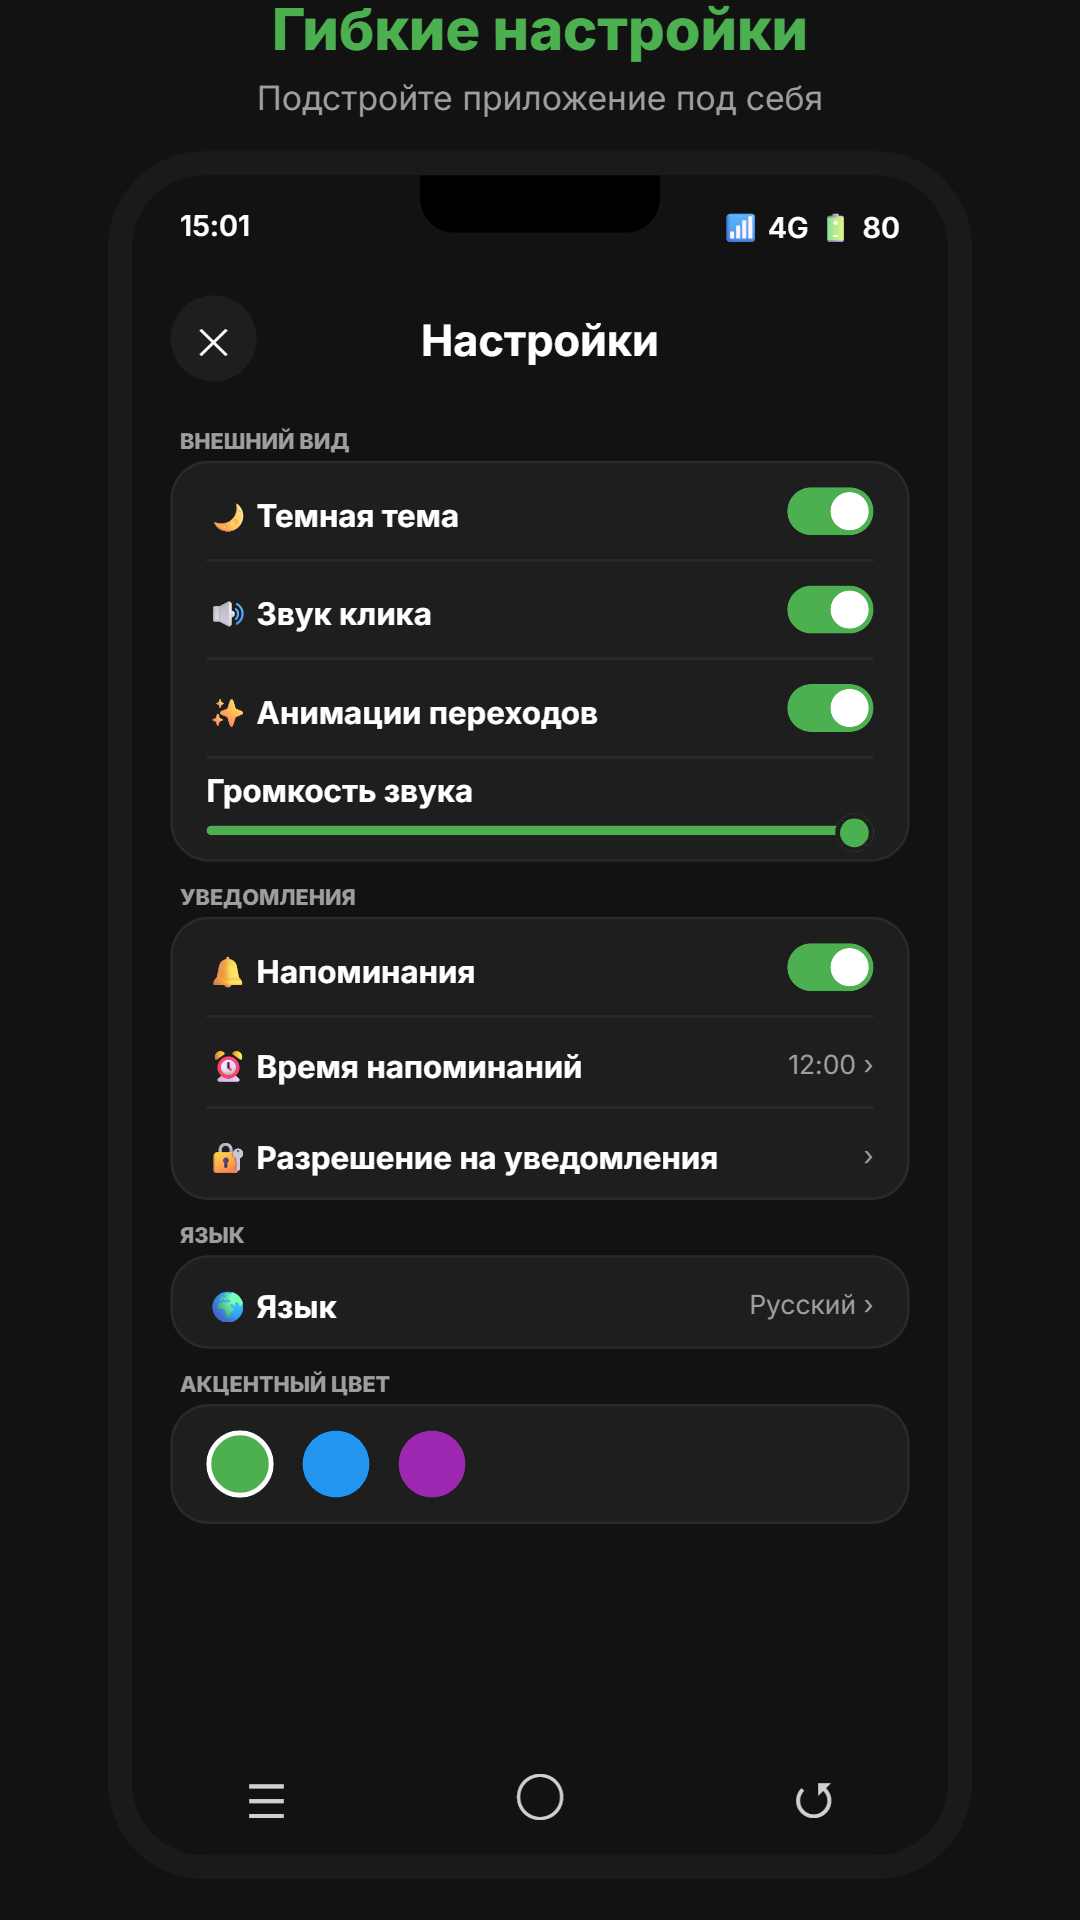 Гибкие настройки
Подстройте приложение под себя
15:01
4G 80
Настройки
ВНЕШНИЙ ВИД
Темная тема
Звук клика
Анимации переходов
Громкость звука
УВЕДОМЛЕНИЯ
Напоминания
Время напоминаний 12:00 ›
Разрешение на уведомления ›
ЯЗЫК
Язык Русский ›
АКЦЕНТНЫЙ ЦВЕТ